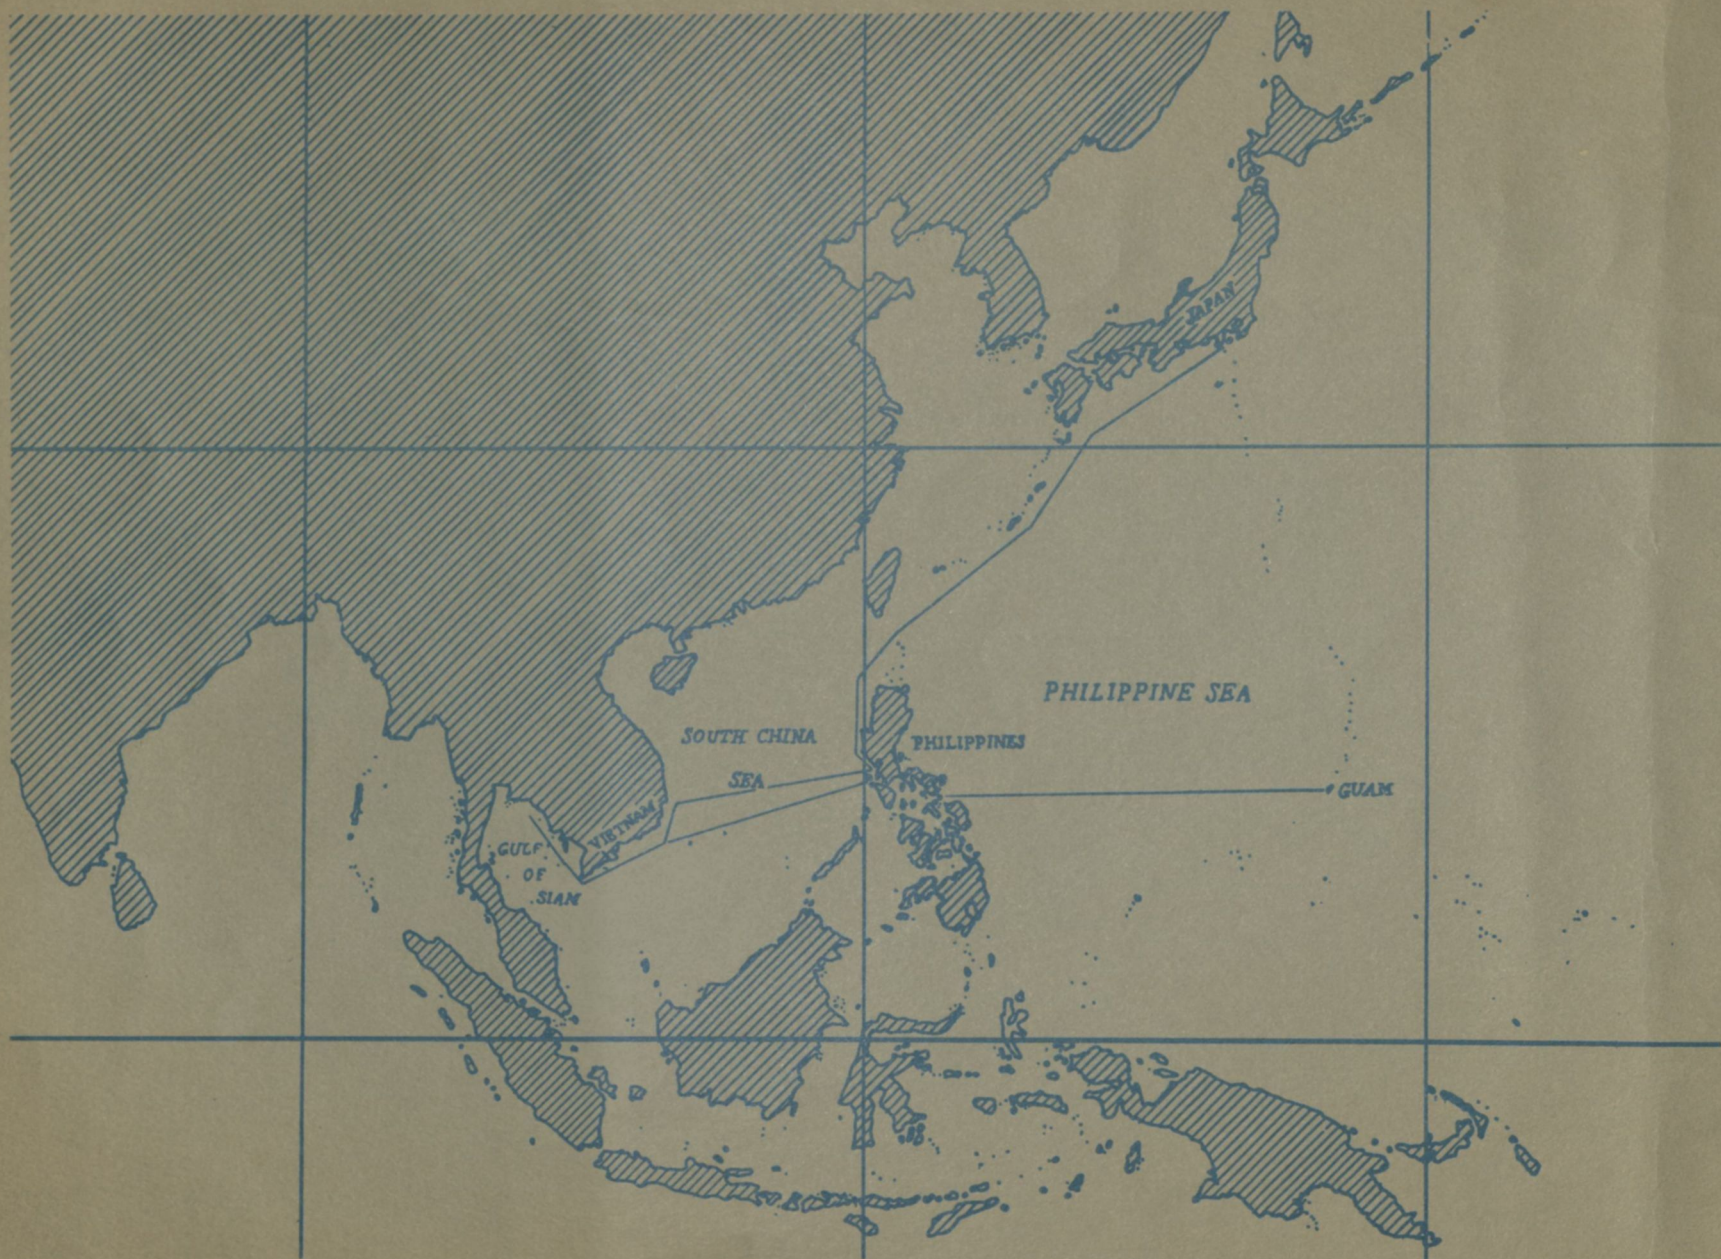 JAPAN
PHILIPPINE SEA
SOUTH CHINA
SEA
PHILIPPINES
GUAM
VIETNAM
GULF
OF
SIAM